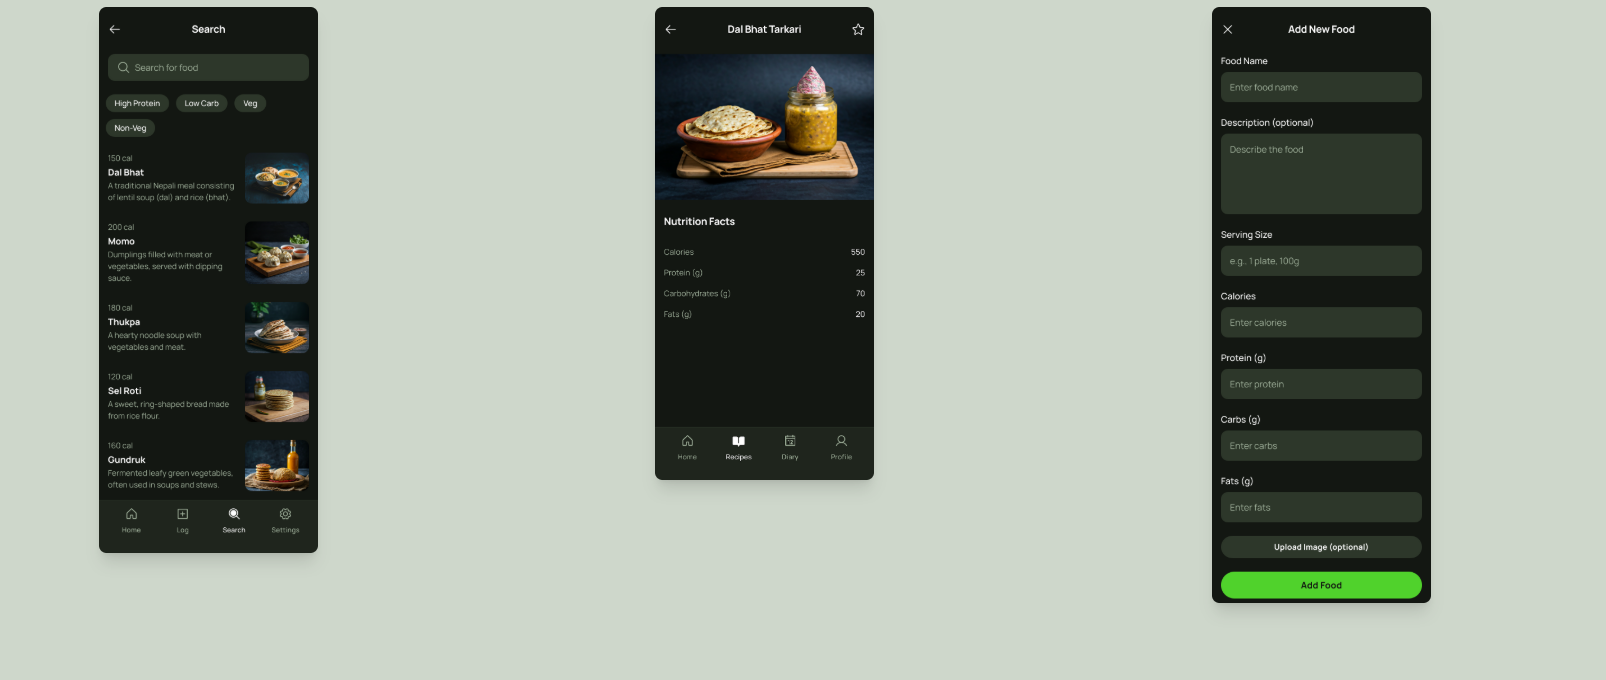 Search
Search for food
High Protein
Low Carb
Veg
Non-Veg
150 cal
Dal Bhat
A traditional Nepali meal consisting
of lentil soup (dal) and rice (bhat).
200 cal
Momo
Dumplings filled with meat or
vegetables, served with dipping
sauce.
180 cal
Thukpa
A hearty noodle soup with
vegetables and meat.
120 cal
Sel Roti
A sweet, ring-shaped bread made
from rice flour.
160 cal
Gundruk
Fermented leafy green vegetables,
often used in soups and stews.
Home
Log
Search
Settings
Dal Bhat Tarkari
Nutrition Facts
Calories 550
Protein (g) 25
Carbohydrates (g) 70
Fats (g) 20
Home
Recipes
Diary
Profile
Add New Food
Food Name
Enter food name
Description (optional)
Describe the food
Serving Size
e.g., 1 plate, 100g
Calories
Enter calories
Protein (g)
Enter protein
Carbs (g)
Enter carbs
Fats (g)
Enter fats
Upload Image (optional)
Add Food